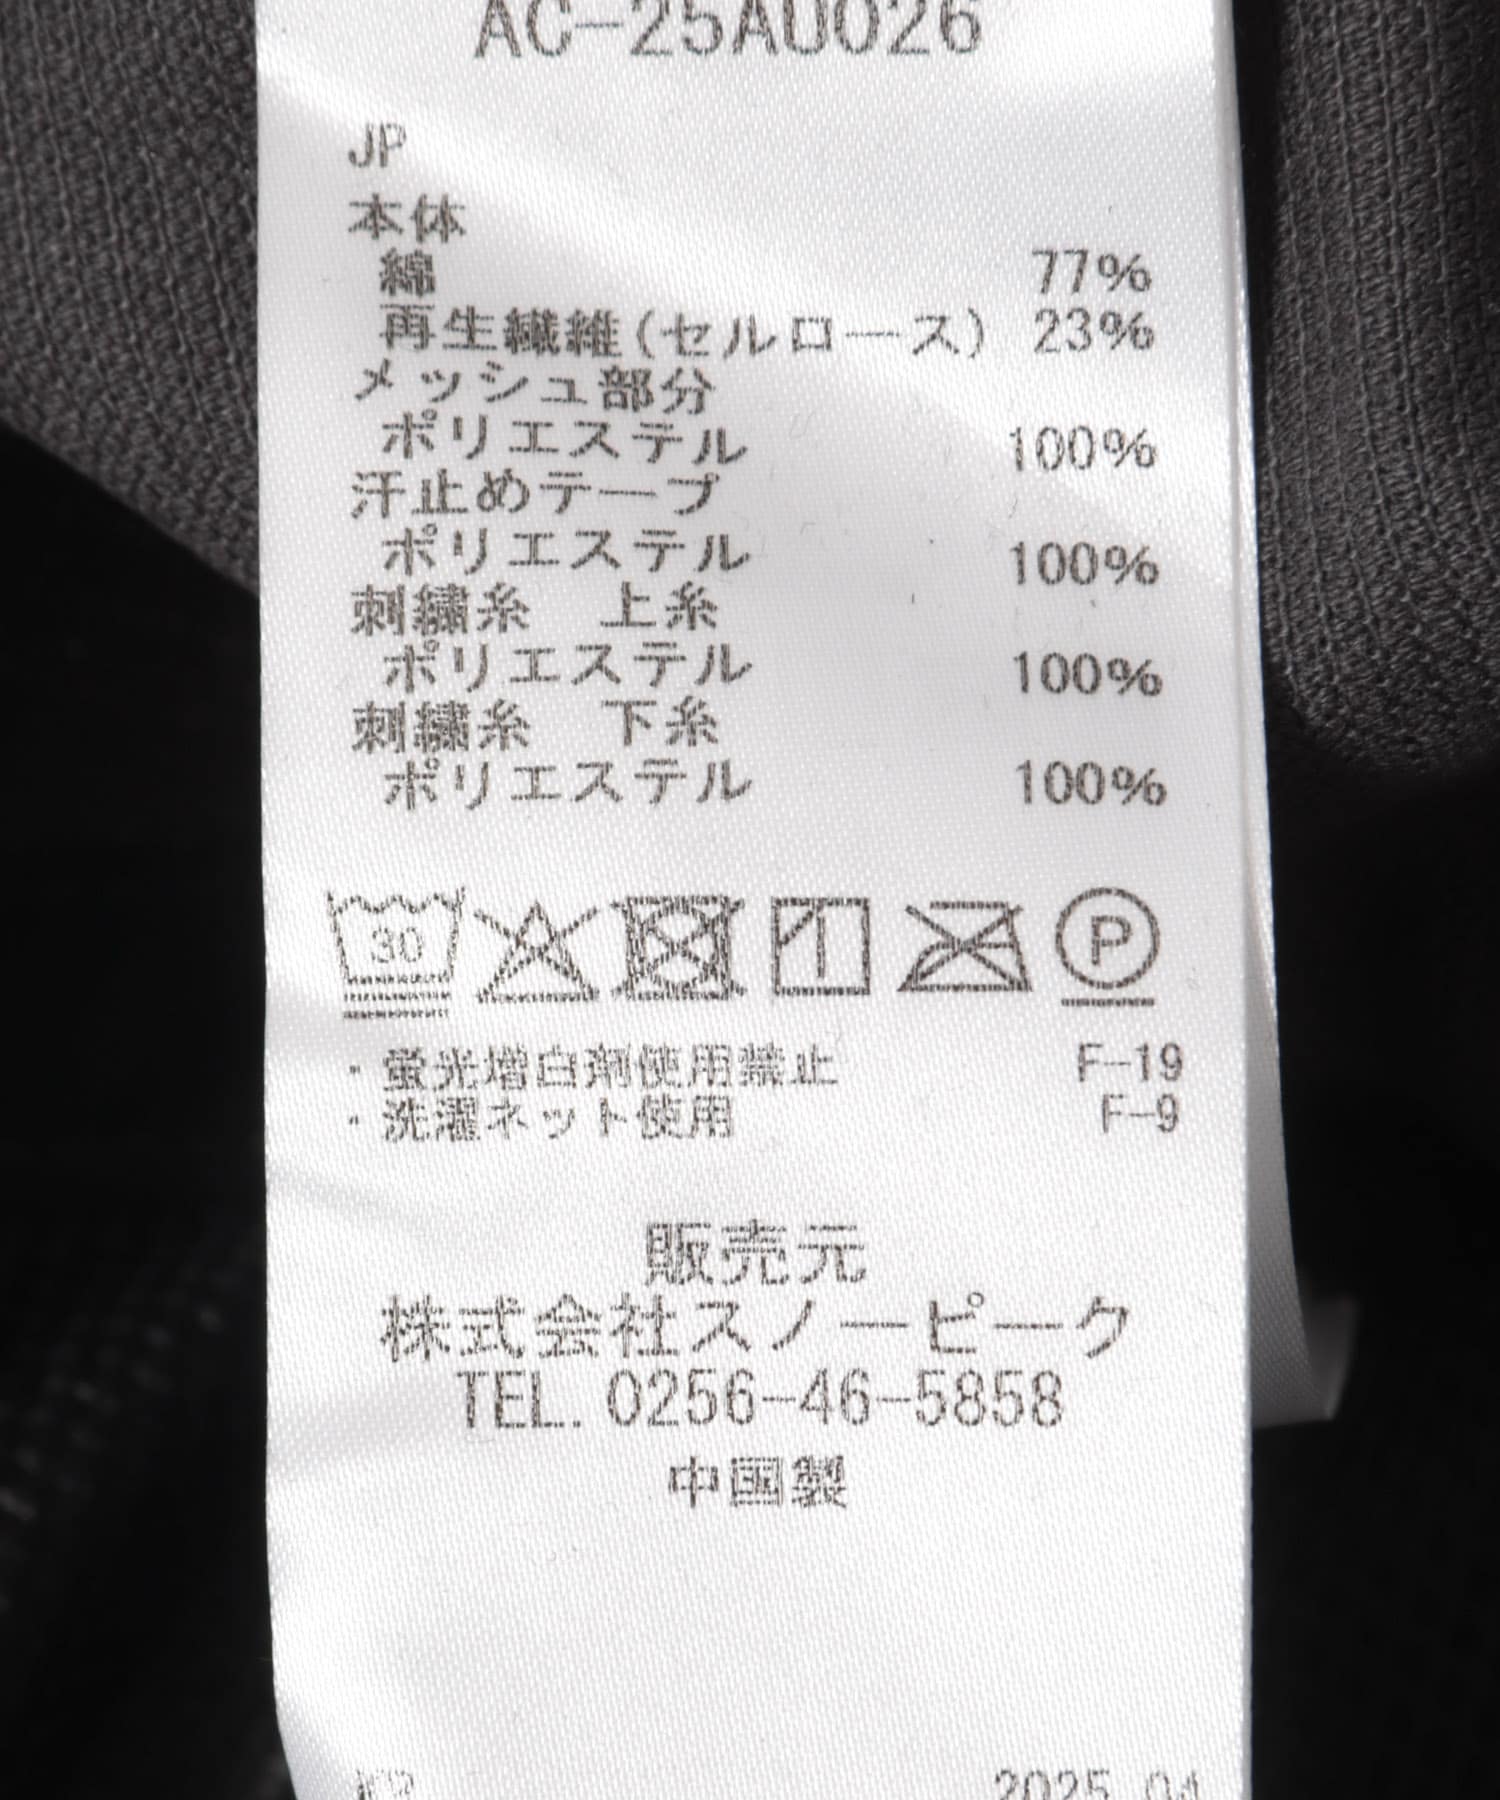 AC-25AU026
JP
本体
綿 77%
再生繊維(セルロース) 23%
メッシュ部分
ポリエステル 100%
汗止めテープ
ポリエステル 100%
刺繍糸 上糸
ポリエステル 100%
刺繍糸 下糸
ポリエステル 100%
30 P
・蛍光増白剤使用禁止 F-19
・洗濯ネット使用 F-9
販売元
株式会社スノーピーク
TEL. 0256-46-5858
中国製
2025.04